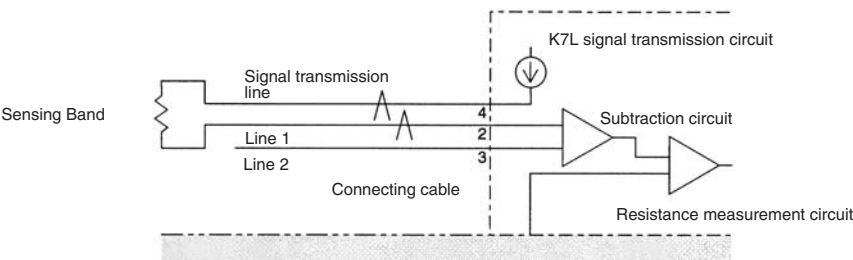 K7L signal transmission circuit
Signal transmission
line
Sensing Band
4
Subtraction circuit
2
Line 1
3
Line 2
Connecting cable
Resistance measurement circuit